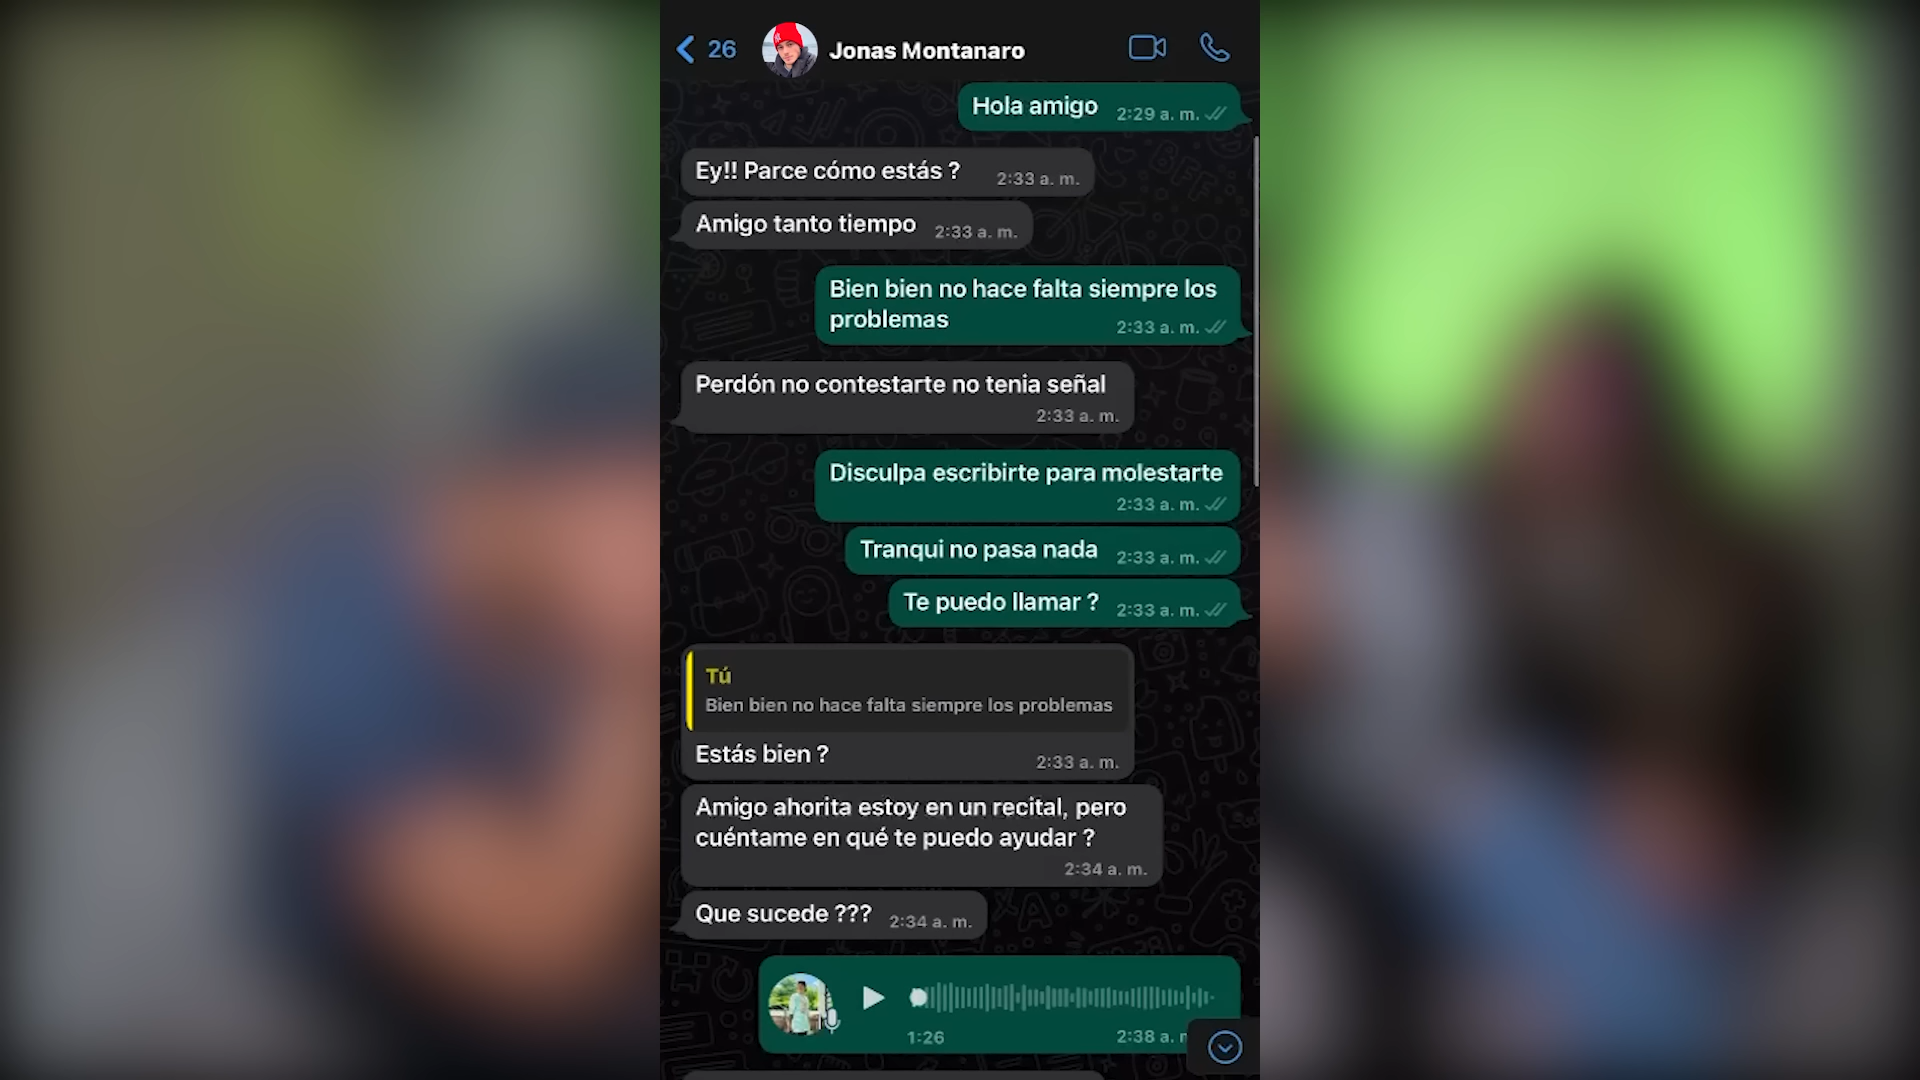 26
Jonas Montanaro
Hola amigo 2:29 a. m.
Ey!! Parce cómo estás ? 2:33 a. m.
Amigo tanto tiempo 2:33 a. m.
Bien bien no hace falta siempre los
problemas 2:33 a. m.
Perdón no contestarte no tenia señal
2:33 a. m.
Disculpa escribirte para molestarte
2:33 a. m.
Tranqui no pasa nada 2:33 a. m.
Te puedo llamar ? 2:33 a. m.
Tú
Bien bien no hace falta siempre los problemas
Estás bien ? 2:33 a. m.
Amigo ahorita estoy en un recital, pero
cuéntame en qué te puedo ayudar ?
2:34 a. m.
Que sucede ??? 2:34 a. m.
1:26 2:38 a.